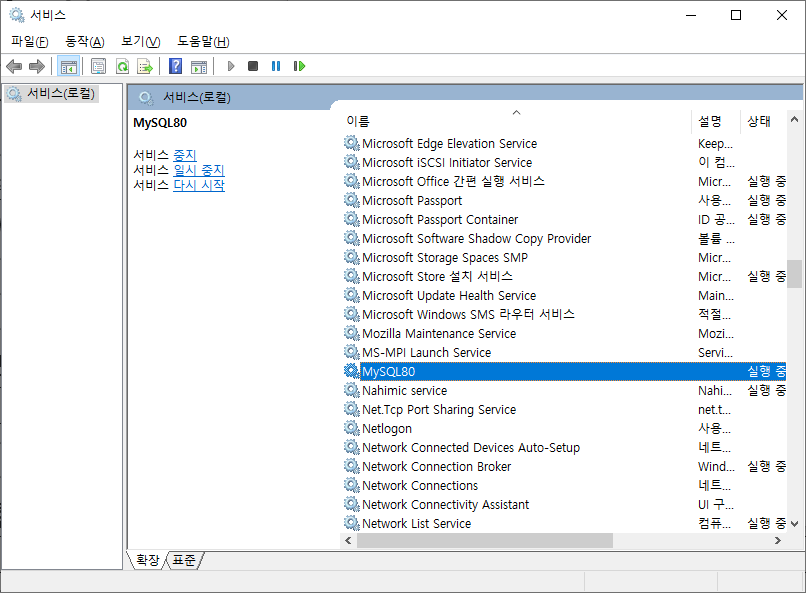 서비스
파일(F) 동작(A) 보기(V) 도움말(H)
서비스(로컬)
서비스(로컬)
MySQL80
서비스 중지
서비스 일시 중지
서비스 다시 시작
이름 설명 상태
Microsoft Edge Elevation Service Keep...
Microsoft iSCSI Initiator Service 이 컴...
Microsoft Office 간편 실행 서비스 Micr... 실행 중
Microsoft Passport 사용... 실행 중
Microsoft Passport Container ID 공... 실행 중
Microsoft Software Shadow Copy Provider 볼륨 ...
Microsoft Storage Spaces SMP Micr...
Microsoft Store 설치 서비스 Micr... 실행 중
Microsoft Update Health Service Main...
Microsoft Windows SMS 라우터 서비스 적절...
Mozilla Maintenance Service Mozi...
MS-MPI Launch Service Servi...
MySQL80 실행 중
Nahimic service Nahi... 실행 중
Net.Tcp Port Sharing Service net.t...
Netlogon 사용...
Network Connected Devices Auto-Setup 네트...
Network Connection Broker Wind... 실행 중
Network Connections 네트...
Network Connectivity Assistant UI 구...
Network List Service 컴퓨... 실행 중
확장 표준